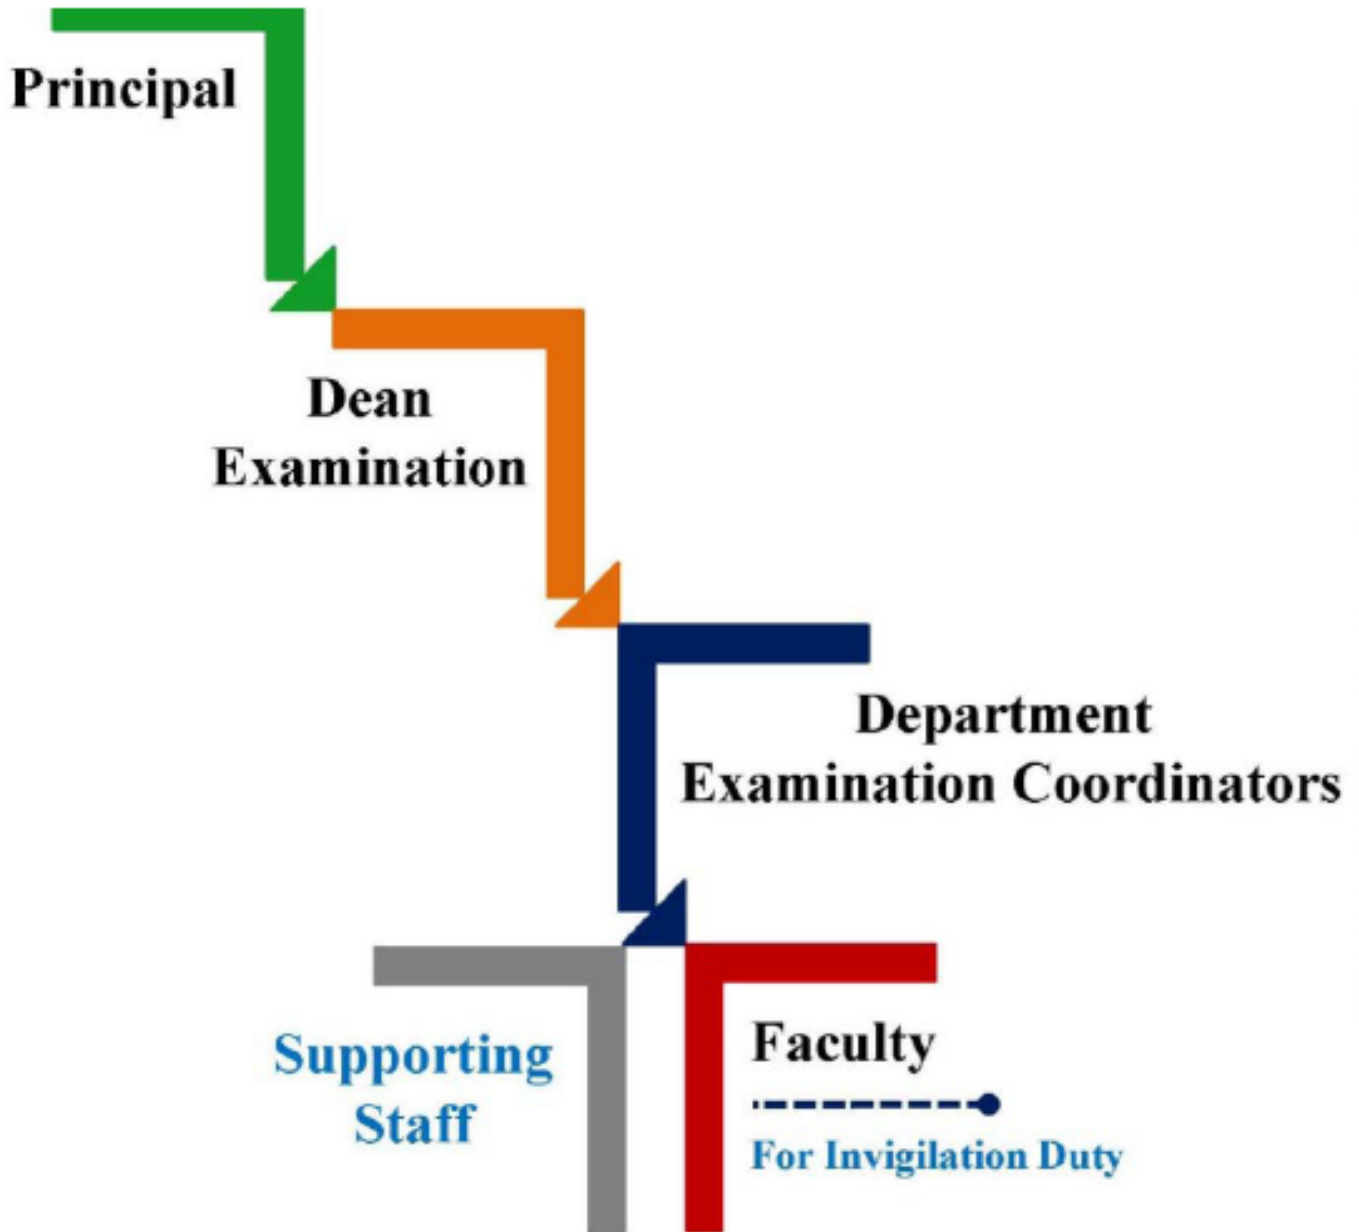 Principal
Dean
Examination
Department
Examination Coordinators
Supporting
Staff
Faculty
For Invigilation Duty